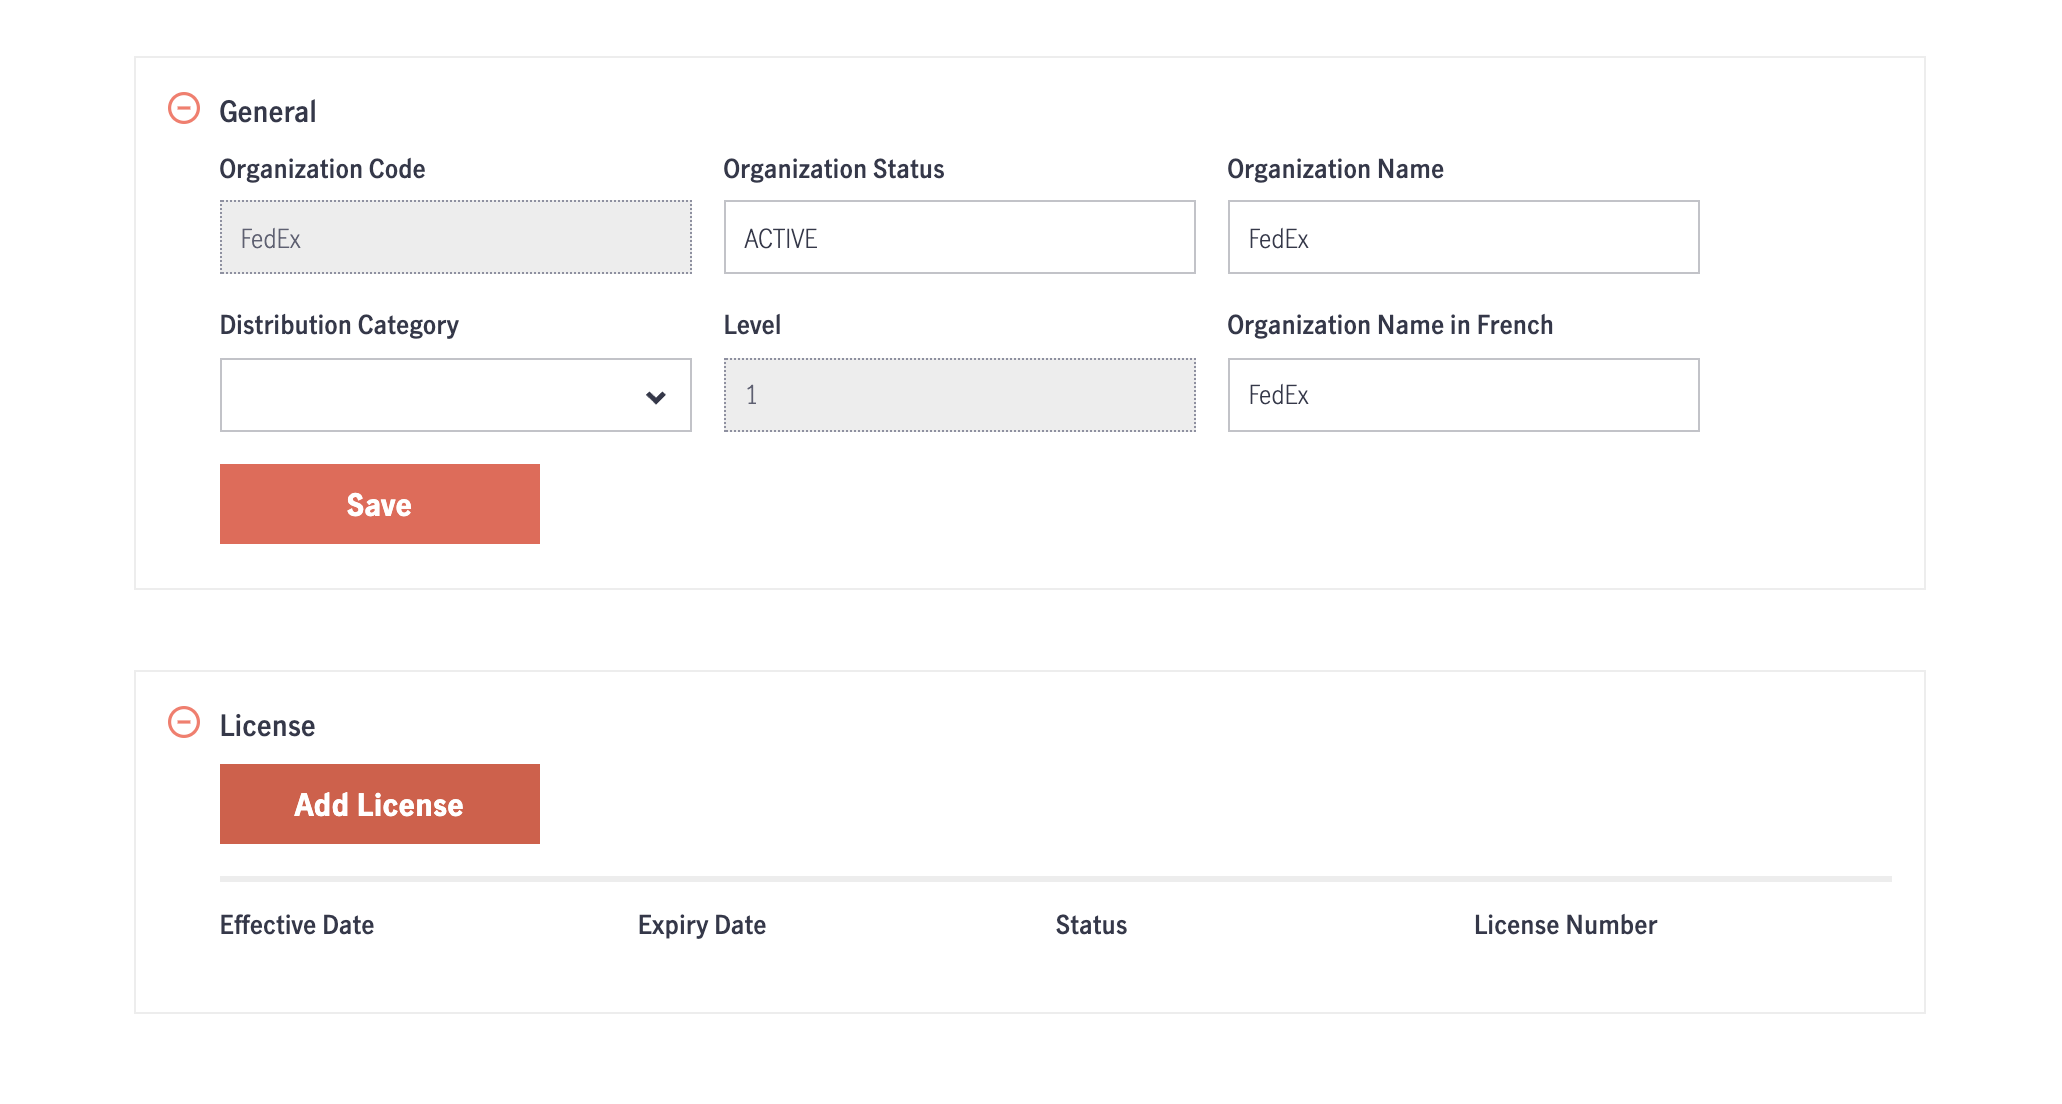 General
Organization Code
Organization Status
Organization Name
FedEx
ACTIVE
FedEx
Distribution Category
Level
Organization Name in French
1
FedEx
Save
License
Add License
Effective Date
Expiry Date
Status
License Number